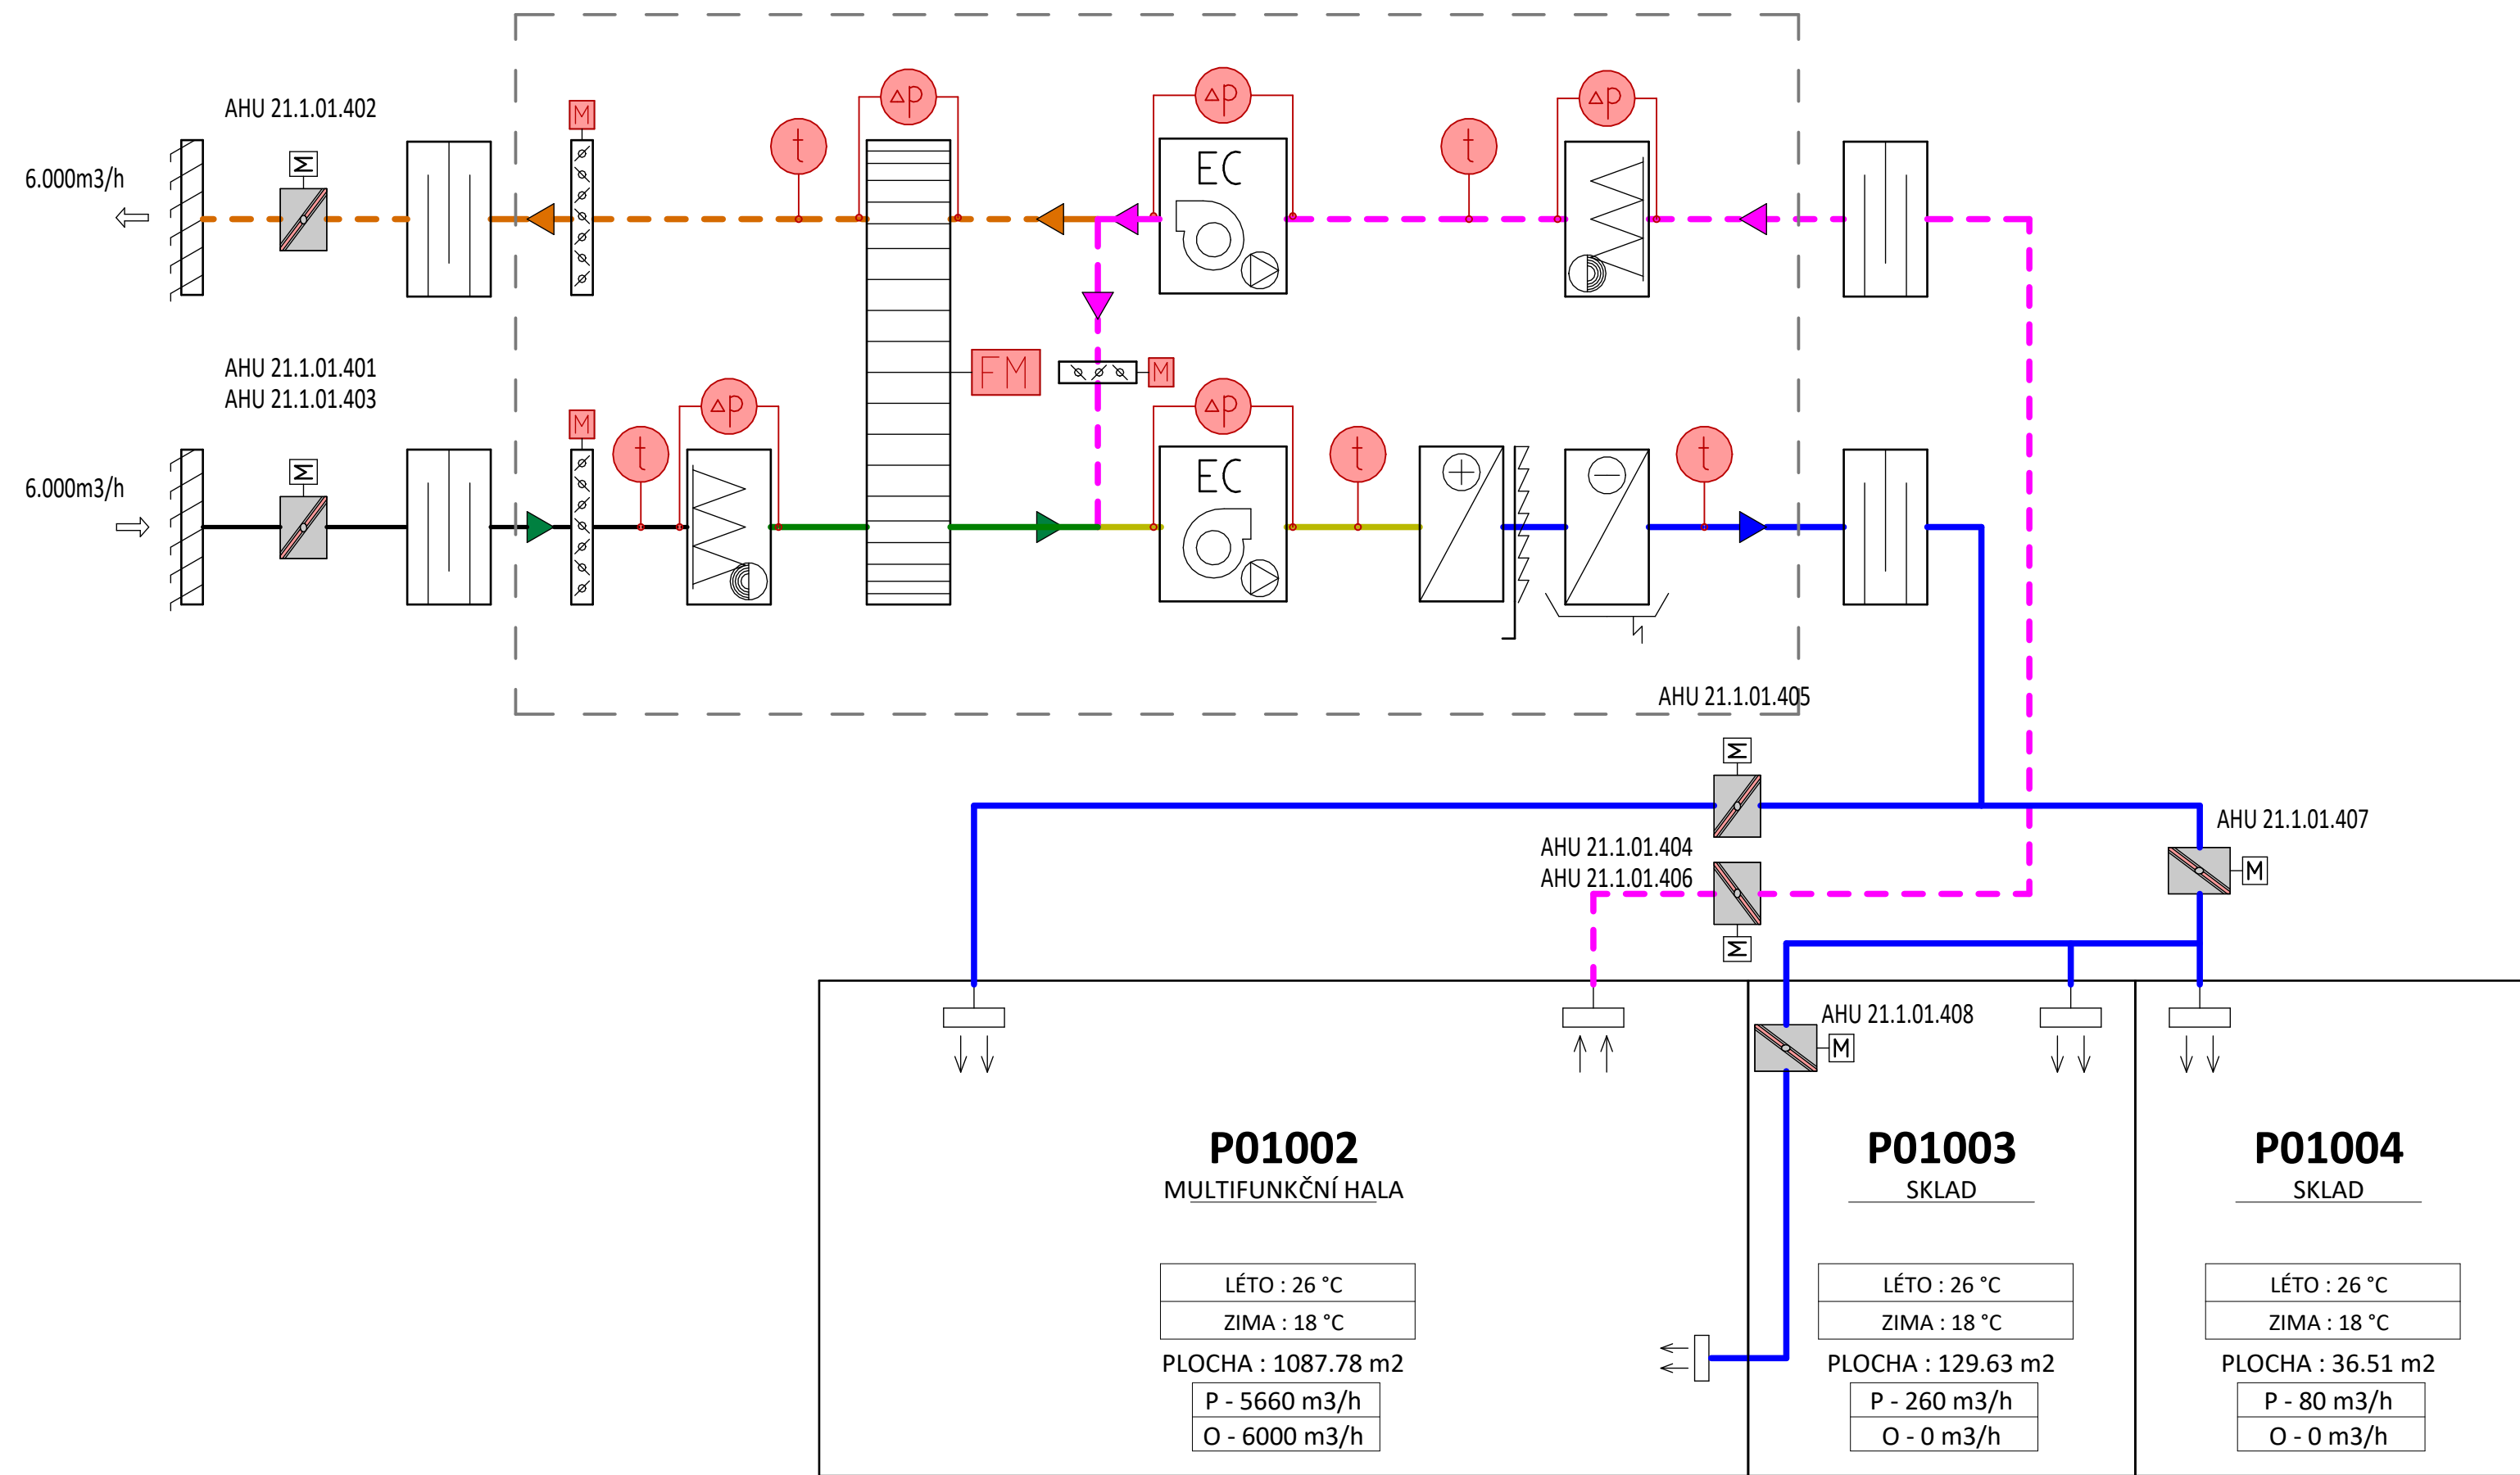 AHU 21.1.01.402
M
Δp
Δp
Δp
M
t
EC
t
6.000m3/h
AHU 21.1.01.401
AHU 21.1.01.403
FM
M
M
Δp
Δp
M
t
EC
t
t
6.000m3/h
AHU 21.1.01.405
M
AHU 21.1.01.407
AHU 21.1.01.404
AHU 21.1.01.406
M
M
AHU 21.1.01.408
M
P01002
MULTIFUNKČNÍ HALA
LÉTO : 26 °C
ZIMA : 18 °C
PLOCHA : 1087.78 m2
P - 5660 m3/h
O - 6000 m3/h
P01003
SKLAD
LÉTO : 26 °C
ZIMA : 18 °C
PLOCHA : 129.63 m2
P - 260 m3/h
O - 0 m3/h
P01004
SKLAD
LÉTO : 26 °C
ZIMA : 18 °C
PLOCHA : 36.51 m2
P - 80 m3/h
O - 0 m3/h